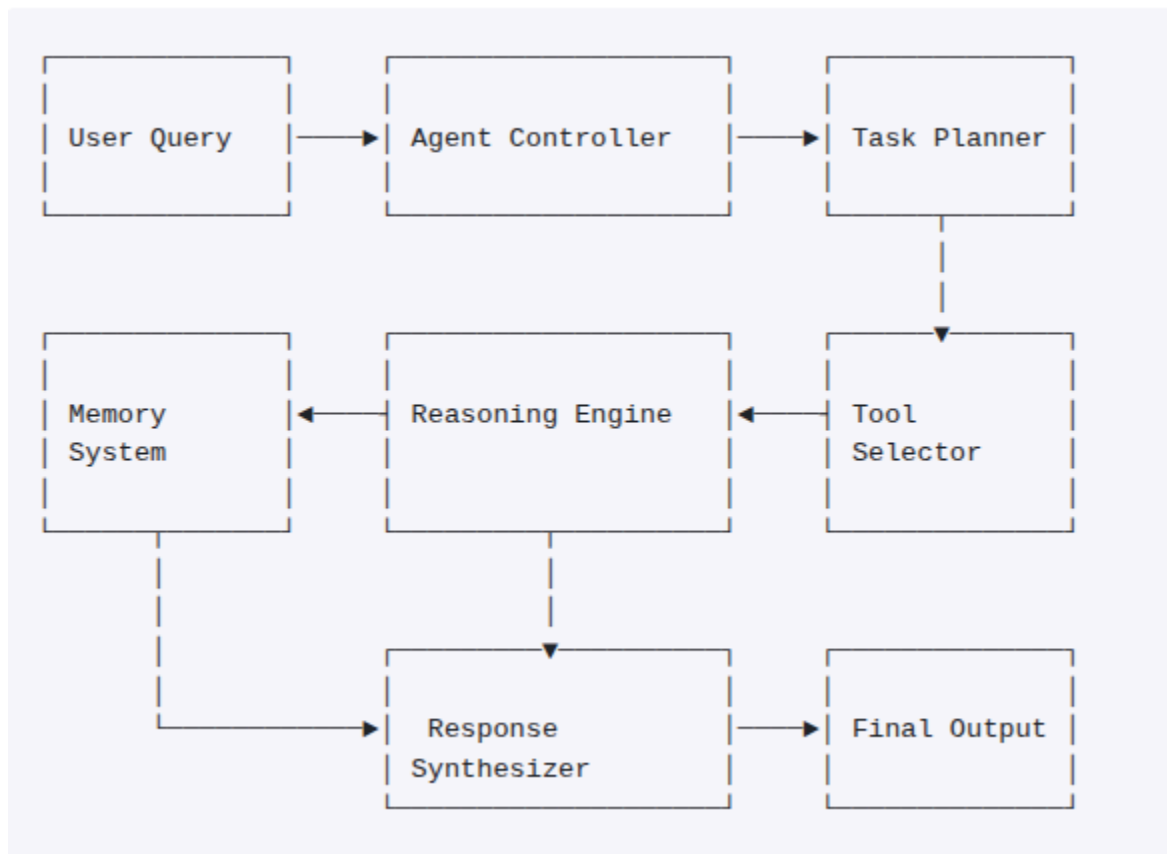 User Query
Agent Controller
Task Planner
Memory
System
Reasoning Engine
Tool
Selector
Response
Synthesizer
Final Output